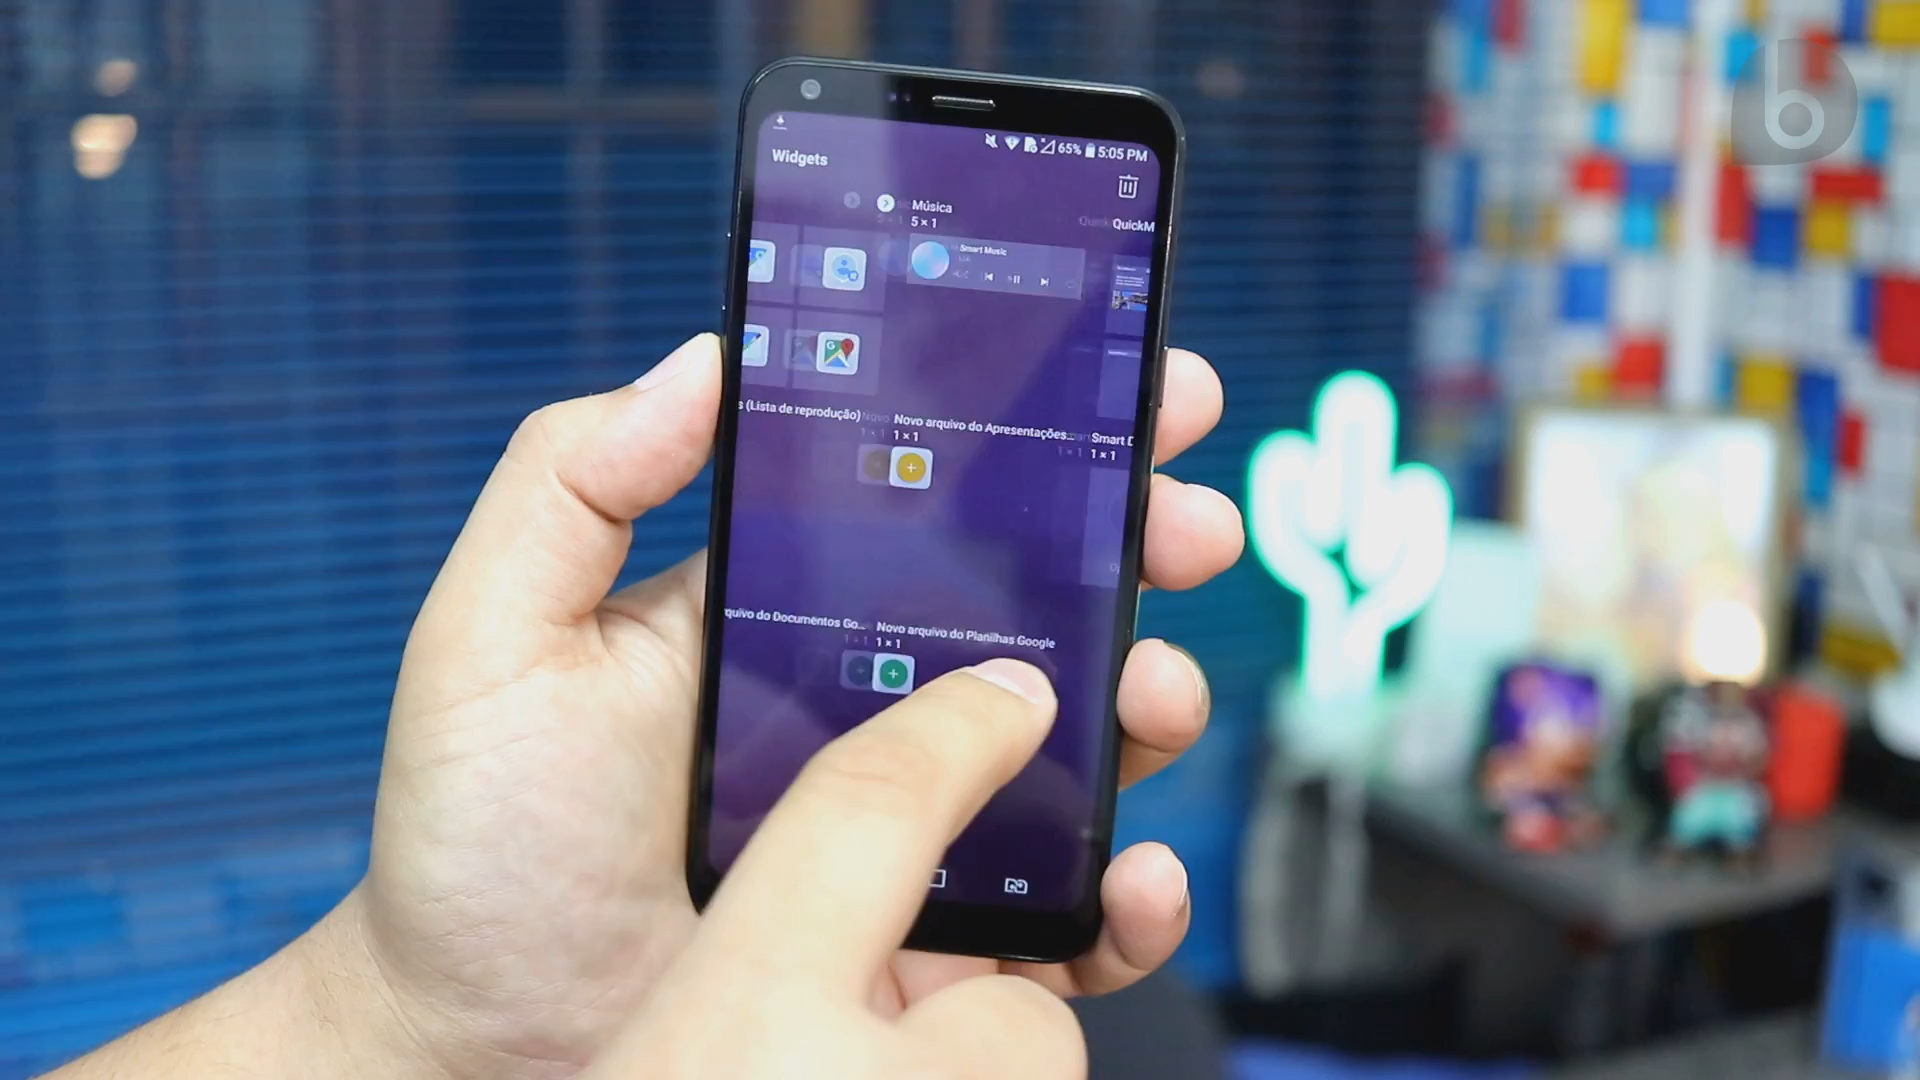 b
65% 5:05 PM
Widgets
Música
5 × 1
QuickM
Smart Music
s (Lista de reprodução)
Novo arquivo do Apresentações...
1 × 1
Smart D
1 × 1
rquivo do Documentos Go...
Novo arquivo do Planilhas Google
1 × 1